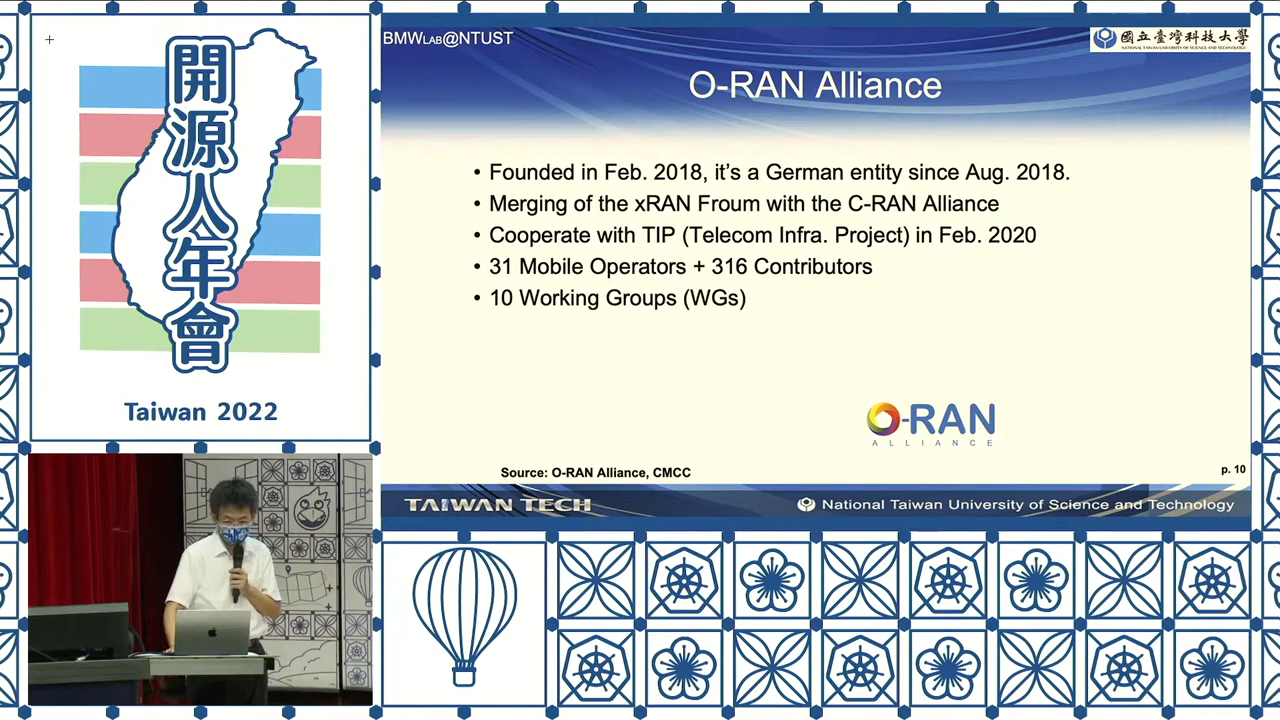 開源人年會
Taiwan 2022
BMWLAB@NTUST
國立臺灣科技大學
NATIONAL TAIWAN UNIVERSITY OF SCIENCE AND TECHNOLOGY
O-RAN Alliance
• Founded in Feb. 2018, it’s a German entity since Aug. 2018.
• Merging of the xRAN Froum with the C-RAN Alliance
• Cooperate with TIP (Telecom Infra. Project) in Feb. 2020
• 31 Mobile Operators + 316 Contributors
• 10 Working Groups (WGs)
O-RAN
ALLIANCE
Source: O-RAN Alliance, CMCC
p. 10
TAIWAN TECH
National Taiwan University of Science and Technology